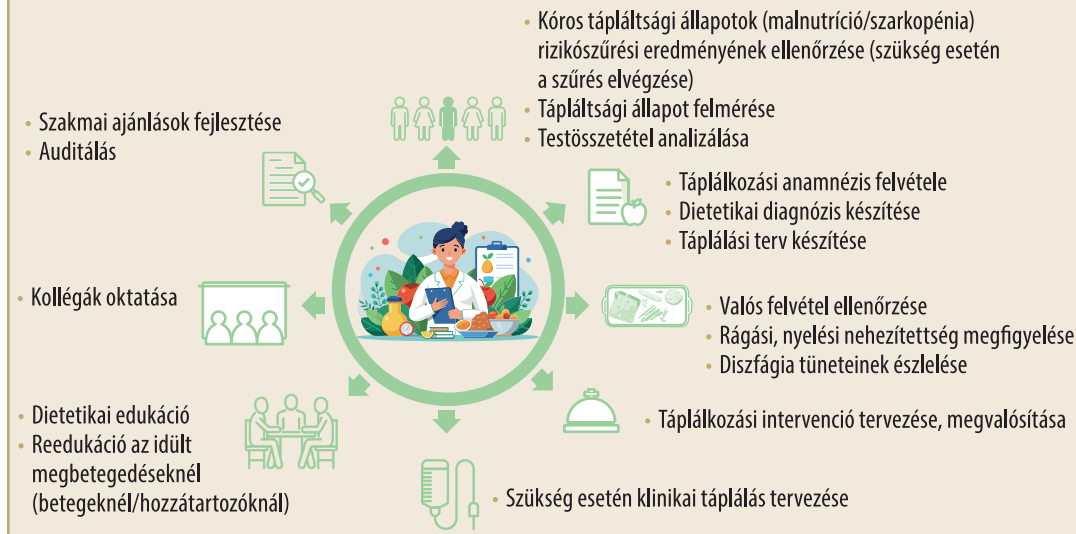 • Kóros tápláltsági állapotok (malnutríció/szarkopénia)
rizikószűrési eredményének ellenőrzése (szükség esetén
a szűrés elvégzése)
• Tápláltsági állapot felmérése
• Testösszetétel analizálása
• Táplálkozási anamnézis felvétele
• Dietetikai diagnózis készítése
• Táplálási terv készítése
• Valós felvétel ellenőrzése
• Rágási, nyelési nehezítettség megfigyelése
• Diszfágia tüneteinek észlelése
• Táplálkozási intervenció tervezése, megvalósítása
• Szükség esetén klinikai táplálás tervezése
• Dietetikai edukáció
• Reedukáció az idült
megbetegedéseknél
(betegeknél/hozzátartozóknál)
• Kollégák oktatása
• Szakmai ajánlások fejlesztése
• Auditálás